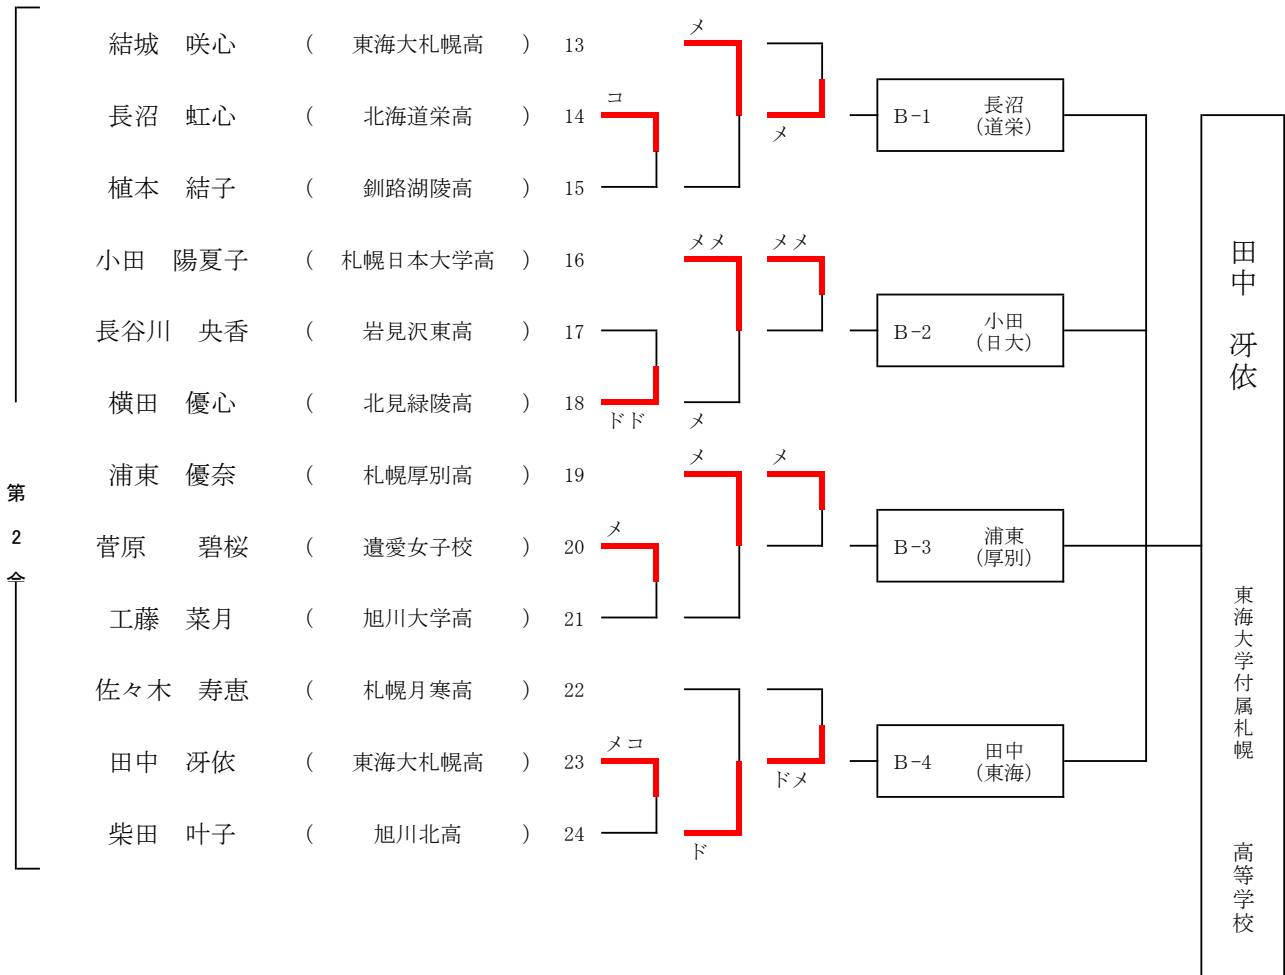 結城 咲心 ( 東海大札幌高 ) 13 メ
長沼 虹心 ( 北海道栄高 ) 14 コ メ B-1 長沼 (道栄)
植本 結子 ( 釧路湖陵高 ) 15
小田 陽夏子 ( 札幌日本大学高 ) 16 メメ メメ
長谷川 央香 ( 岩見沢東高 ) 17 B-2 小田 (日大)
横田 優心 ( 北見緑陵高 ) 18 ドド メ
浦東 優奈 ( 札幌厚別高 ) 19 メ メ
菅原 碧桜 ( 遺愛女子校 ) 20 メ B-3 浦東 (厚別)
工藤 菜月 ( 旭川大学高 ) 21
佐々木 寿恵 ( 札幌月寒高 ) 22
田中 冴依 ( 東海大札幌高 ) 23 メコ ドメ B-4 田中 (東海)
柴田 叶子 ( 旭川北高 ) 24 ド
第2
田中 冴依
東海大学付属札幌 高等学校